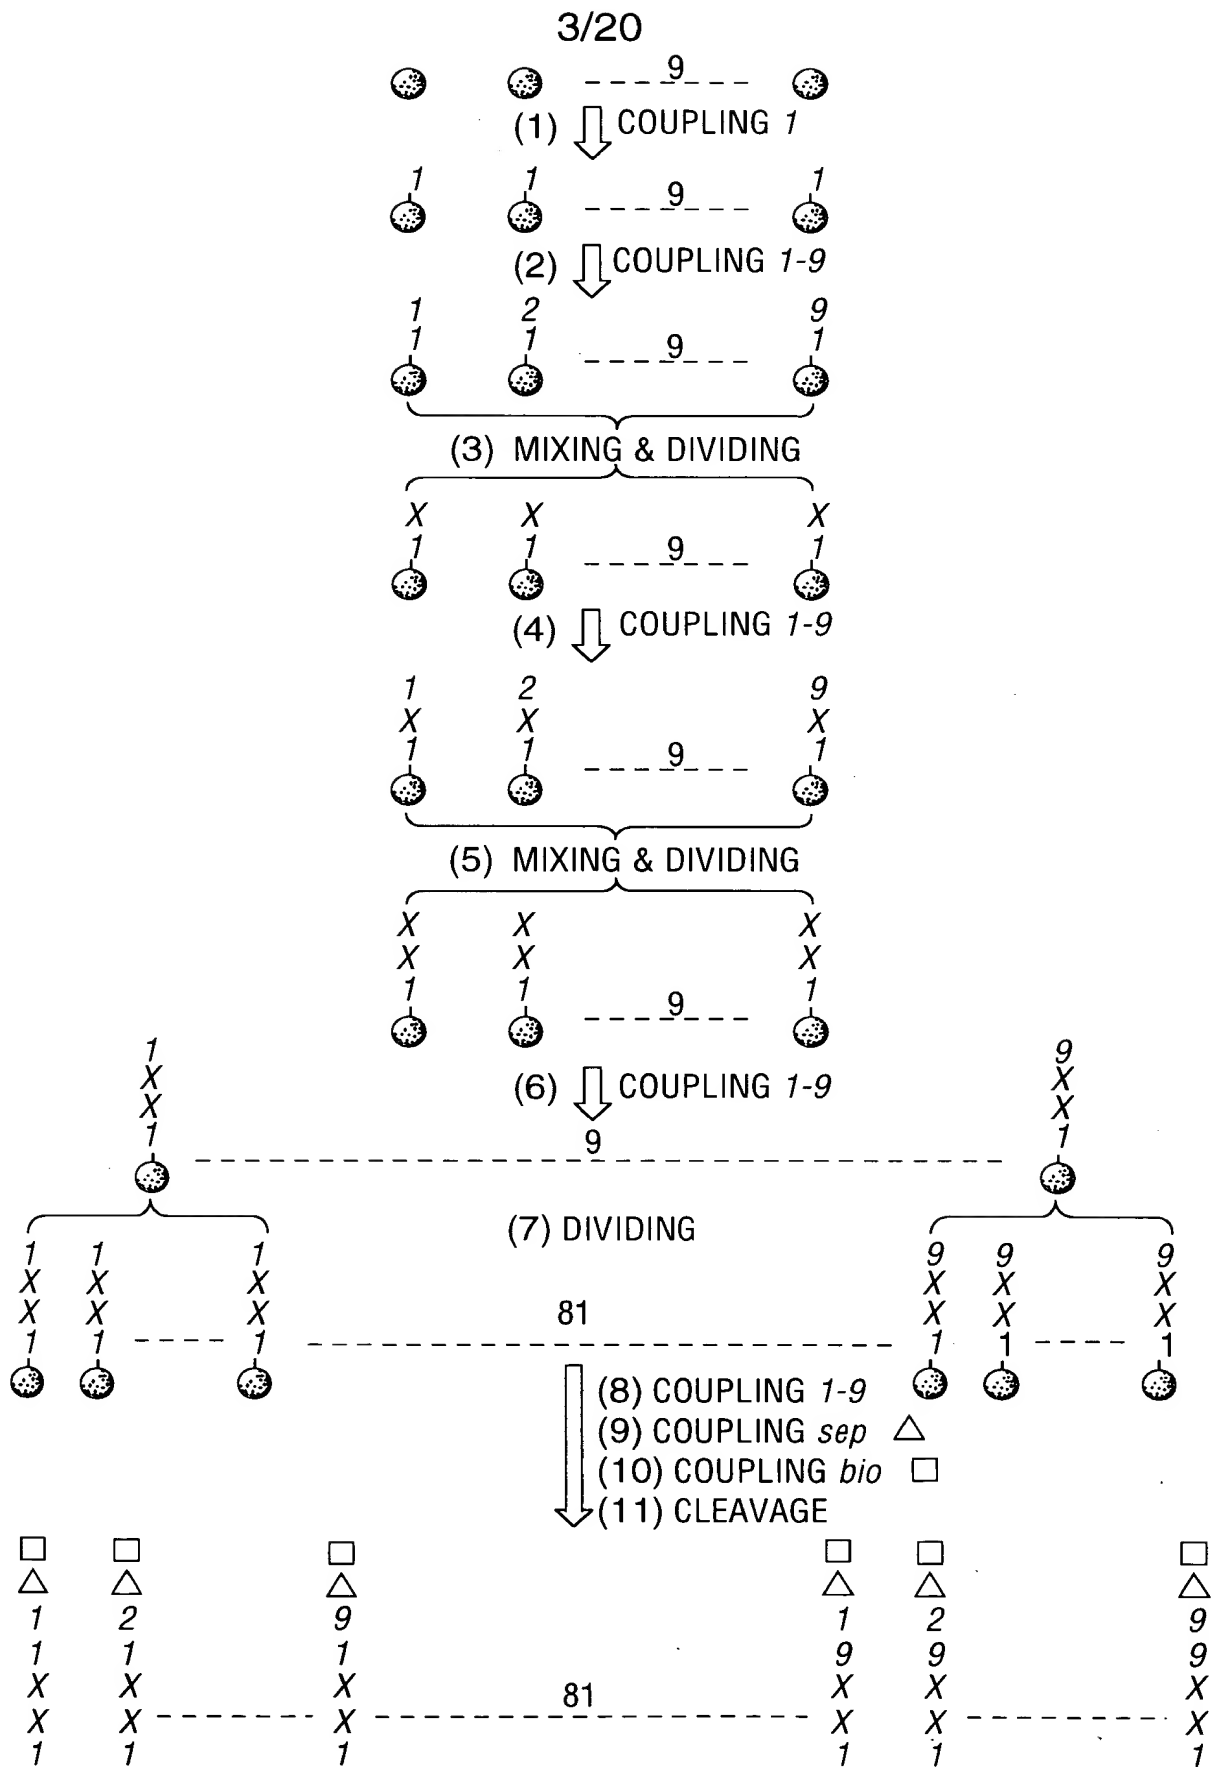 3/20
9
(1) COUPLING 1
1 1 9 1
(2) COUPLING 1-9
1 2 9
1 1 9 1
(3) MIXING & DIVIDING
X X X
1 1 9 1
(4) COUPLING 1-9
1 2 9
X X X
1 1 9 1
(5) MIXING & DIVIDING
X X X
X X X
1 1 9 1
(6) COUPLING 1-9
1 9
X X
X X
1 9 1
(7) DIVIDING
1 1 1 9 9 9
X X X X X X
X X X 81 X X X
1 1 1 1 1 1
(8) COUPLING 1-9
(9) COUPLING sep
(10) COUPLING bio
(11) CLEAVAGE
1 2 9 1 2 9
1 1 1 9 9 9
X X X X X X
X X X 81 X X X
1 1 1 1 1 1